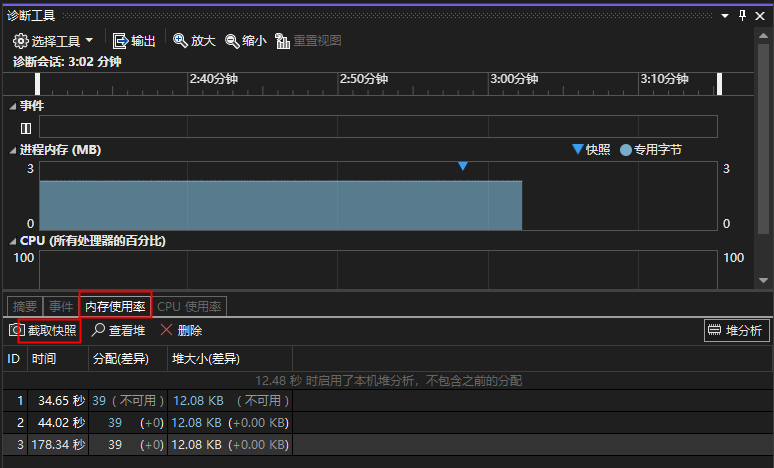 诊断工具
选择工具 输出 放大 缩小 重置视图
诊断会话: 3:02 分钟
2:40分钟 2:50分钟 3:00分钟 3:10分钟
事件
进程内存 (MB) 快照 专用字节
3 3
0 0
CPU (所有处理器的百分比)
100 100
摘要 事件 内存使用率 CPU 使用率
截取快照 查看堆 删除 堆分析
ID 时间 分配(差异) 堆大小(差异)
12.48 秒 时启用了本机堆分析，不包含之前的分配
1 34.65 秒 39 (不可用) 12.08 KB (不可用)
2 44.02 秒 39 (+0) 12.08 KB (+0.00 KB)
3 178.34 秒 39 (+0) 12.08 KB (+0.00 KB)